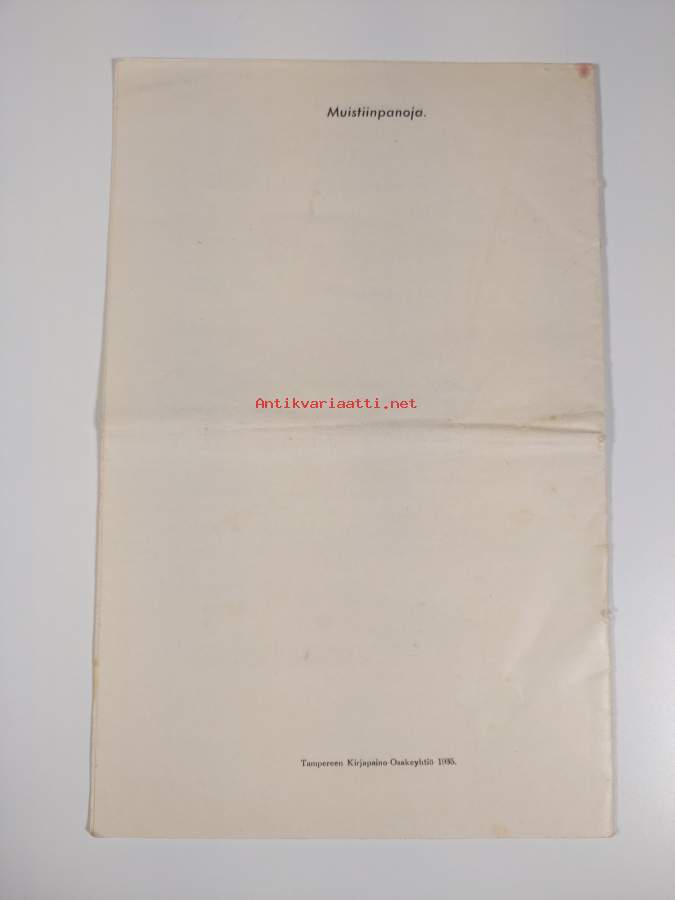 Muistiinpanoja.
Antikvariaatti.net
Tampereen Kirjapaino-Osakeyhtiö 1935.